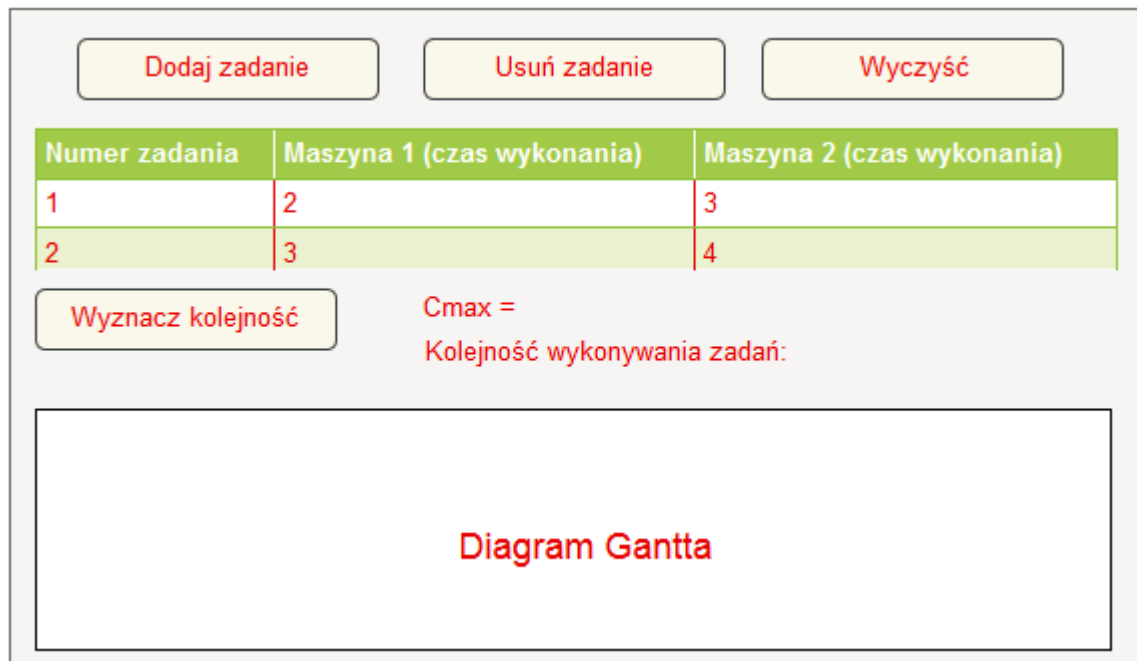 Dodaj zadanie Usuń zadanie Wyczyść
Numer zadania Maszyna 1 (czas wykonania) Maszyna 2 (czas wykonania)
1 2 3
2 3 4
Wyznacz kolejność
Cmax =
Kolejność wykonywania zadań:
Diagram Gantta